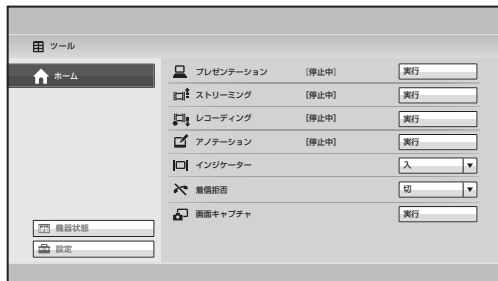 ツール
ホーム
プレゼンテーション [停止中] 実行
ストリーミング [停止中] 実行
レコーディング [停止中] 実行
アノテーション [停止中] 実行
インジケーター 入
着信拒否 切
画面キャプチャ 実行
機器状態
設定